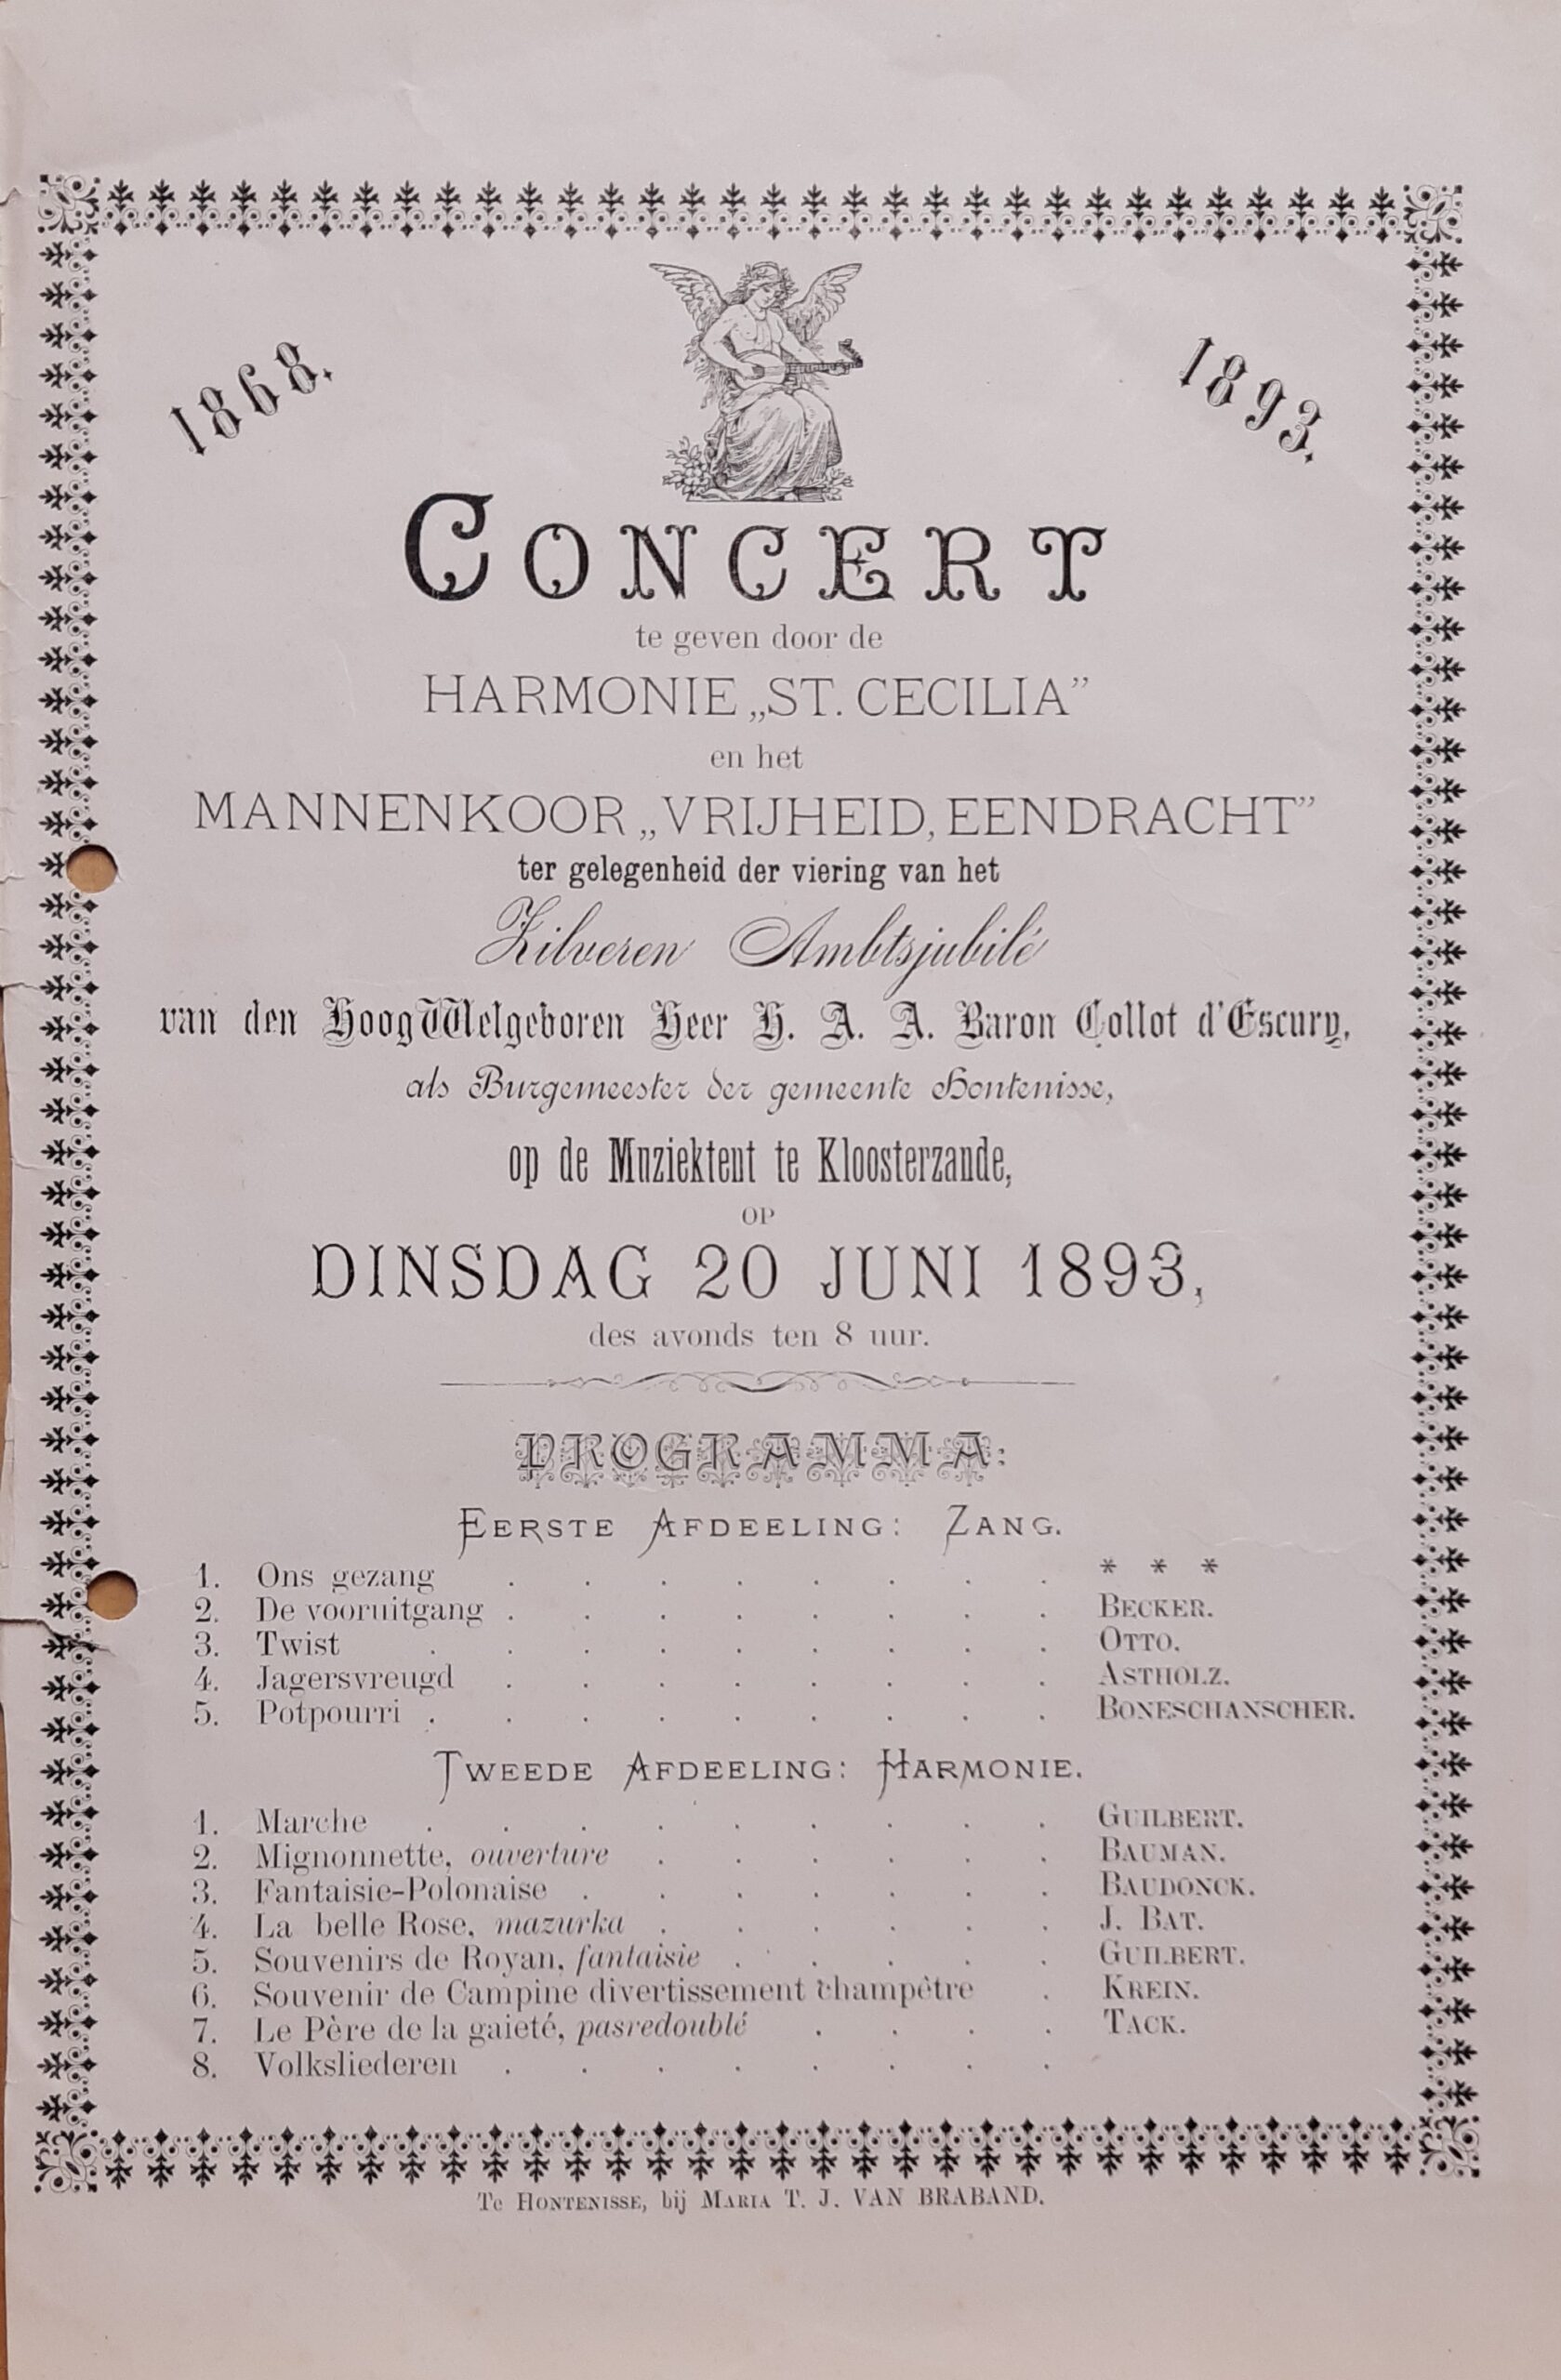 1868.
1893.
CONCERT
te geven door de
HARMONIE „ST. CECILIA”
en het
MANNENKOOR „VRIJHEID, EENDRACHT”
ter gelegenheid der viering van het
Zilveren Ambtsjubilé
van den HoogWelgeboren Heer H. A. A. Baron Collot d'Escury,
als Burgemeester der gemeente Hontenisse,
op de Muziektent te Kloosterzande,
OP
DINSDAG 20 JUNI 1893,
des avonds ten 8 uur.
PROGRAMMA:
EERSTE AFDEELING: ZANG.
1. Ons gezang . . . . . . . . * * *
2. De vooruitgang . . . . . . . . BECKER.
3. Twist . . . . . . . . . OTTO.
4. Jagersvreugd . . . . . . . . ASTHOLZ.
5. Potpourri . . . . . . . . . BONESCHANSCHER.
TWEEDE AFDEELING: HARMONIE.
1. Marche . . . . . . . . . GUILBERT.
2. Mignonnette, ouverture . . . . . . BAUMAN.
3. Fantaisie-Polonaise . . . . . . . BAUDONCK.
4. La belle Rose, mazurka . . . . . . J. BAT.
5. Souvenirs de Royan, fantaisie . . . . . GUILBERT.
6. Souvenir de Campine divertissement champêtre . KREIN.
7. Le Père de la gaieté, pasredoublé . . . . TACK.
8. Volksliederen . . . . . . . .
Te HONTENISSE, bij MARIA T. J. VAN BRABAND.